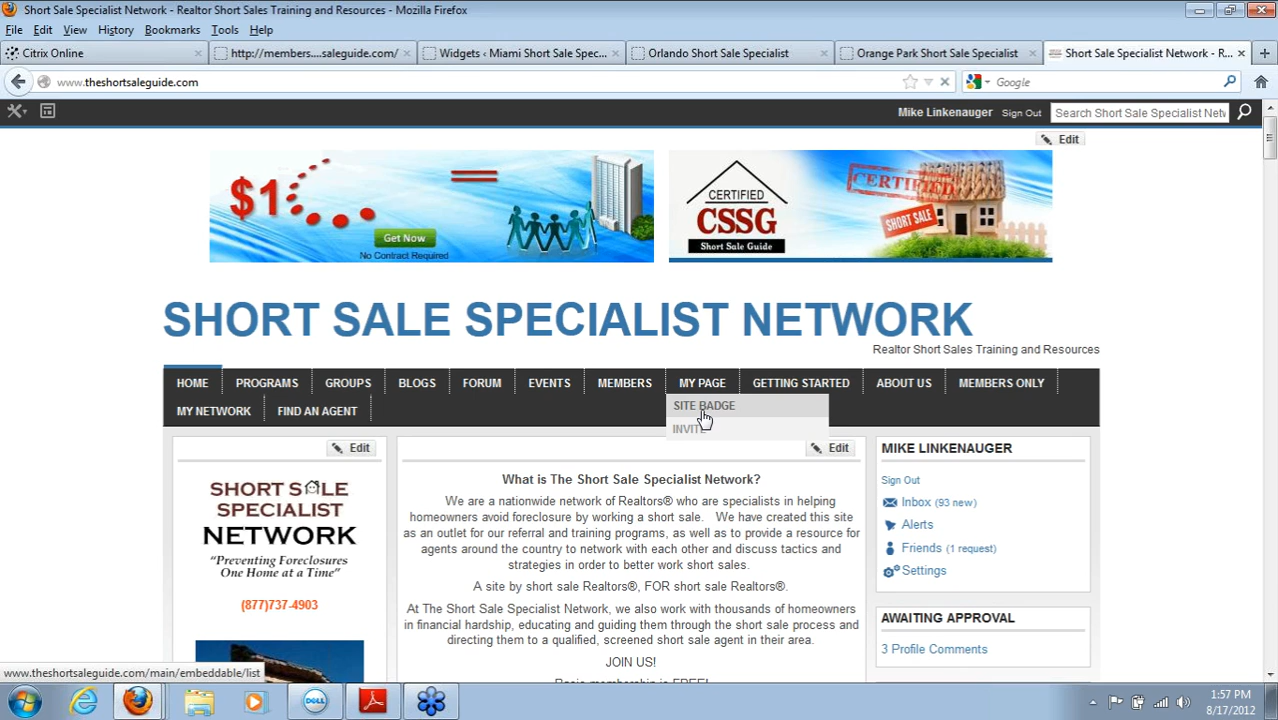 Short Sale Specialist Network - Realtor Short Sales Training and Resources - Mozilla Firefox
File Edit View History Bookmarks Tools Help
Citrix Online
http://members....saleguide.com/
Widgets ‹ Miami Short Sale Spec...
Orlando Short Sale Specialist
Orange Park Short Sale Specialist
Short Sale Specialist Network - R...
www.theshortsaleguide.com
Google
Mike Linkenauger Sign Out Search Short Sale Specialist Netw
Edit
$1
Get Now
No Contract Required
CERTIFIED
CSSG
Short Sale Guide
CERTIFIED
SHORT SALE
SHORT SALE SPECIALIST NETWORK
Realtor Short Sales Training and Resources
HOME PROGRAMS GROUPS BLOGS FORUM EVENTS MEMBERS MY PAGE GETTING STARTED ABOUT US MEMBERS ONLY
MY NETWORK FIND AN AGENT
SITE BADGE
INVITE
Edit
SHORT SALE
SPECIALIST
NETWORK
“Preventing Foreclosures
One Home at a Time”
(877)737-4903
Edit
What is The Short Sale Specialist Network?
We are a nationwide network of Realtors® who are specialists in helping
homeowners avoid foreclosure by working a short sale. We have created this site
as an outlet for our referral and training programs, as well as to provide a resource for
agents around the country to network with each other and discuss tactics and
strategies in order to better work short sales.
A site by short sale Realtors®, FOR short sale Realtors®.
At The Short Sale Specialist Network, we also work with thousands of homeowners
in financial hardship, educating and guiding them through the short sale process and
directing them to a qualified, screened short sale agent in their area.
JOIN US!
Basic membership is FREE!
MIKE LINKENAUGER
Sign Out
Inbox (93 new)
Alerts
Friends (1 request)
Settings
AWAITING APPROVAL
3 Profile Comments
www.theshortsaleguide.com/main/embeddable/list
DELL
1:57 PM
8/17/2012